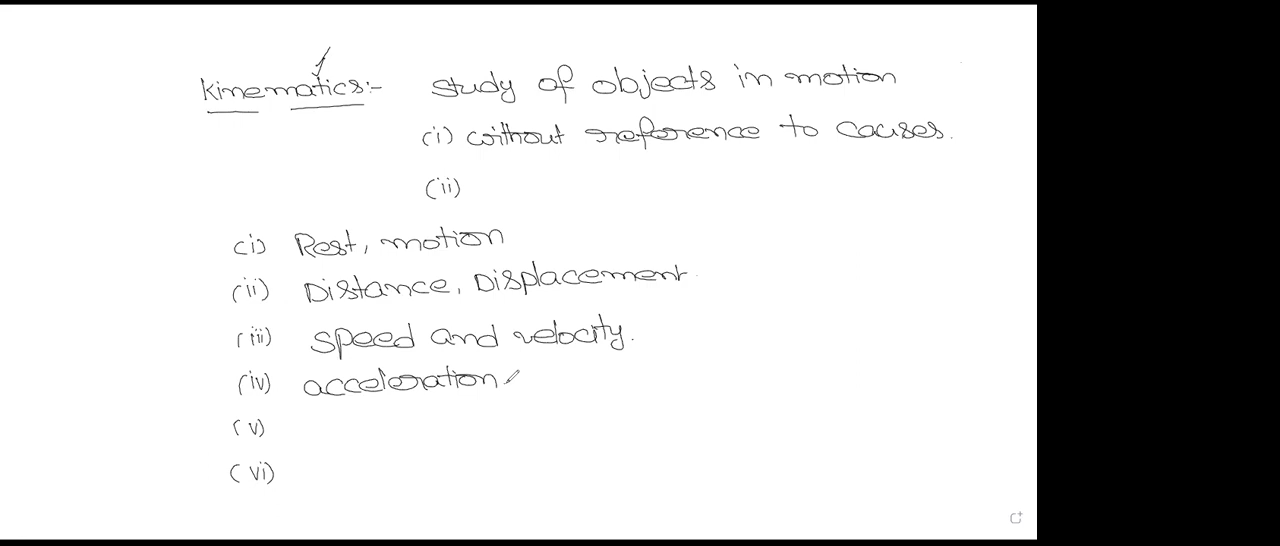 Kinematics:- Study of objects in motion
(i) without reference to causes.
(ii)
(i) Rest, motion
(ii) Distance, Displacement
(iii) Speed and velocity.
(iv) acceleration
(v)
(vi)